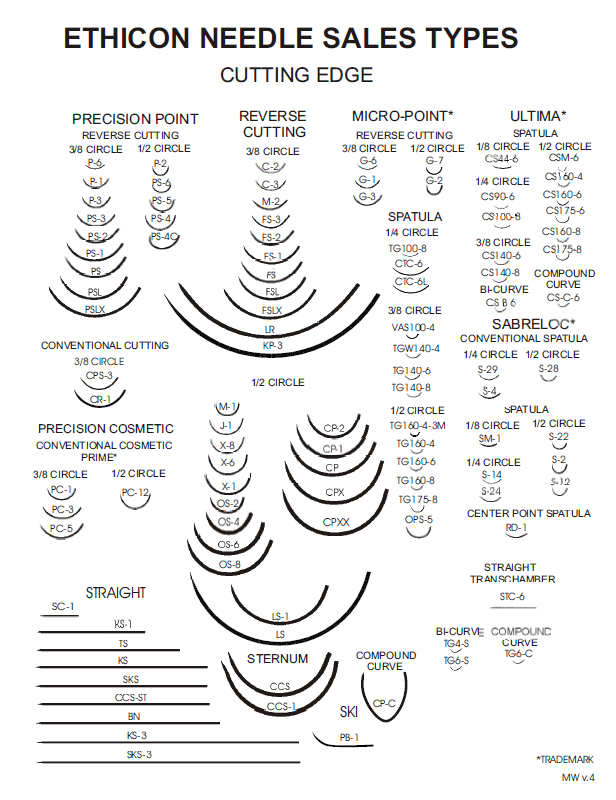 ETHICON NEEDLE SALES TYPES
CUTTING EDGE
PRECISION POINT
REVERSE CUTTING
3/8 CIRCLE 1/2 CIRCLE
P-6 P-2
P-1 PS-6
P-3 PS-5
PS-3 PS-4
PS-2 PS-4C
PS-1
PS
PSL
PSLX
CONVENTIONAL CUTTING
3/8 CIRCLE
CPS-3
CR-1
PRECISION COSMETIC
CONVENTIONAL COSMETIC
PRIME*
3/8 CIRCLE 1/2 CIRCLE
PC-1 PC-12
PC-3
PC-5
REVERSE
CUTTING
3/8 CIRCLE
C-2
C-3
M-2
FS-3
FS-2
FS-1
FS
FSL
FSLX
LR
KP-3
1/2 CIRCLE
M-1
J-1
X-8
X-6
X-1
OS-2
OS-4
OS-6
OS-8
CP-2
CP-1
CP
CPX
CPXX
LS-1
LS
MICRO-POINT*
REVERSE CUTTING
3/8 CIRCLE 1/2 CIRCLE
G-6 G-7
G-1 G-2
G-3
SPATULA
1/4 CIRCLE
TG100-8
CTC-6
CTC-6L
3/8 CIRCLE
VAS100-4
TGW140-4
TG140-6
TG140-8
1/2 CIRCLE
TG160-4-3M
TG160-4
TG160-6
TG160-8
TG175-8
OPS-5
ULTIMA*
SPATULA
1/8 CIRCLE 1/2 CIRCLE
CS44-6 CSM-6
1/4 CIRCLE CS160-4
CS90-6 CS160-6
CS100-8 CS175-6
3/8 CIRCLE CS160-8
CS140-6 CS175-8
CS140-8 COMPOUND
BI-CURVE CURVE
CS B 6 CS-C-6
SABRELOC*
CONVENTIONAL SPATULA
1/4 CIRCLE 1/2 CIRCLE
S-29 S-28
S-4
SPATULA
1/8 CIRCLE 1/2 CIRCLE
SM-1 S-22
1/4 CIRCLE S-2
S-14 S-12
S-24
CENTER POINT SPATULA
RD-1
STRAIGHT
TRANSCHAMBER
STC-6
BI-CURVE COMPOUND
CURVE
TG4-S TG6-C
TG6-S
STRAIGHT
SC-1
KS-1
TS
KS
SKS
CCS-ST
BN
KS-3
SKS-3
STERNUM
CCS
CCS-1
COMPOUND
CURVE
CP-C
SKI
PB-1
*TRADEMARK
MW v.4